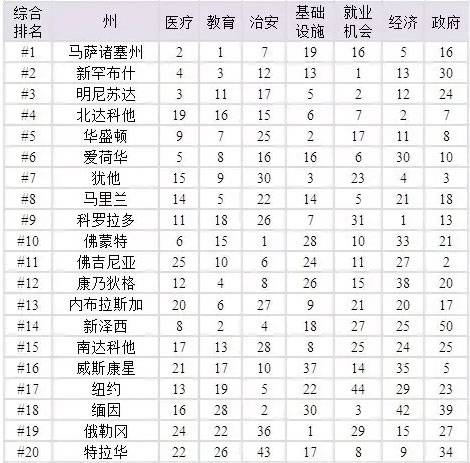 综合排名 州 医疗 教育 治安 基础设施 就业机会 经济 政府
#1 马萨诸塞州 2 1 7 19 16 5 16
#2 新罕布什 4 3 12 13 1 13 30
#3 明尼苏达 3 11 17 5 2 12 24
#4 北达科他 19 16 15 6 7 2 7
#5 华盛顿 9 7 25 2 17 11 8
#6 爱荷华 5 8 16 16 6 30 10
#7 犹他 15 9 30 3 23 4 3
#8 马里兰 14 5 22 14 5 21 18
#9 科罗拉多 11 18 26 7 31 1 13
#10 佛蒙特 6 15 1 28 10 33 21
#11 佛吉尼亚 25 10 6 24 11 27 2
#12 康乃狄格 12 4 8 26 15 38 20
#13 内布拉斯加 20 6 27 9 21 20 17
#14 新泽西 8 2 4 18 27 25 50
#15 南达科他 17 13 28 8 25 24 25
#16 威斯康星 21 17 10 37 14 35 5
#17 纽约 13 19 5 22 44 29 23
#18 缅因 16 28 2 30 3 42 39
#19 俄勒冈 24 22 36 1 29 15 27
#20 特拉华 22 26 43 17 8 9 34